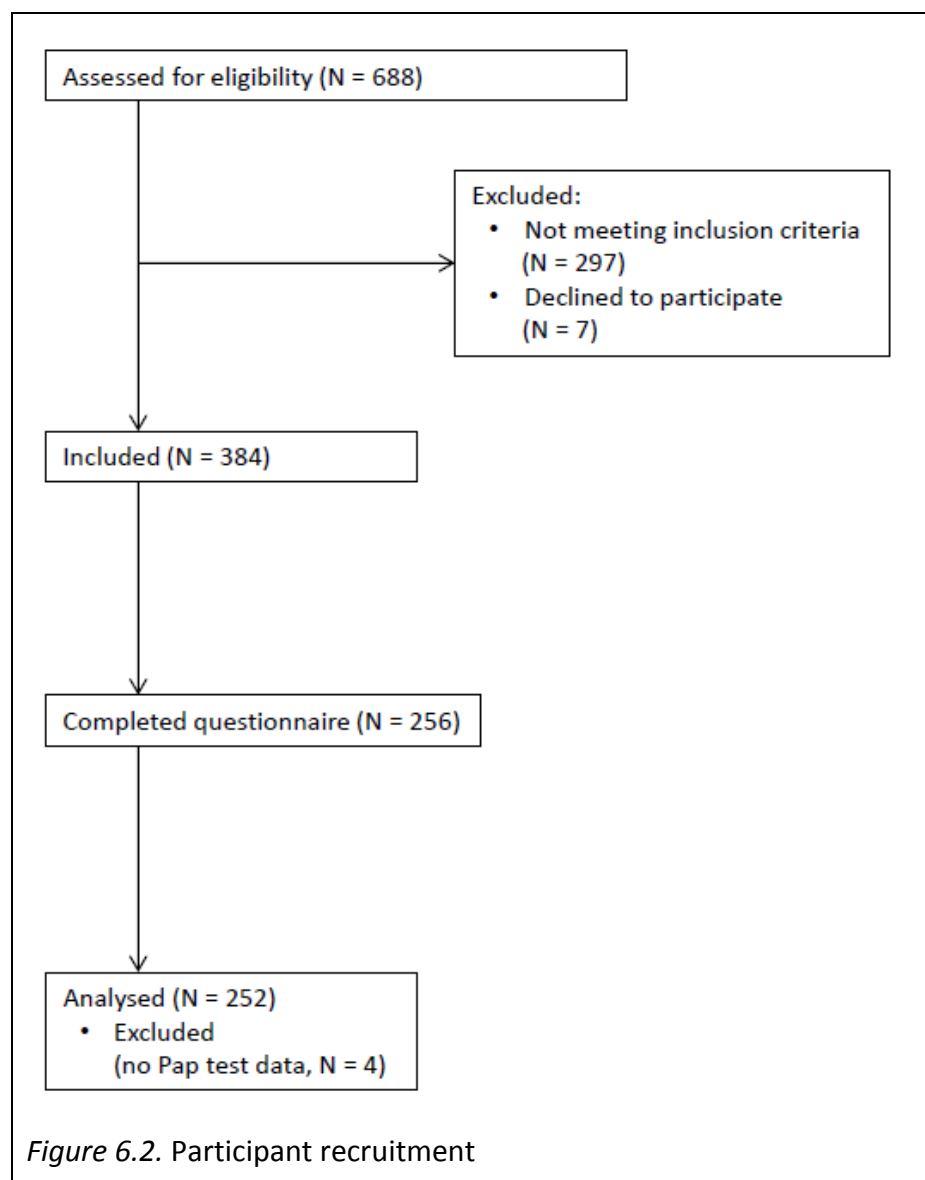 Assessed for eligibility (N = 688)
Excluded:
• Not meeting inclusion criteria
(N = 297)
• Declined to participate
(N = 7)
Included (N = 384)
Completed questionnaire (N = 256)
Analysed (N = 252)
• Excluded
(no Pap test data, N = 4)
Figure 6.2. Participant recruitment